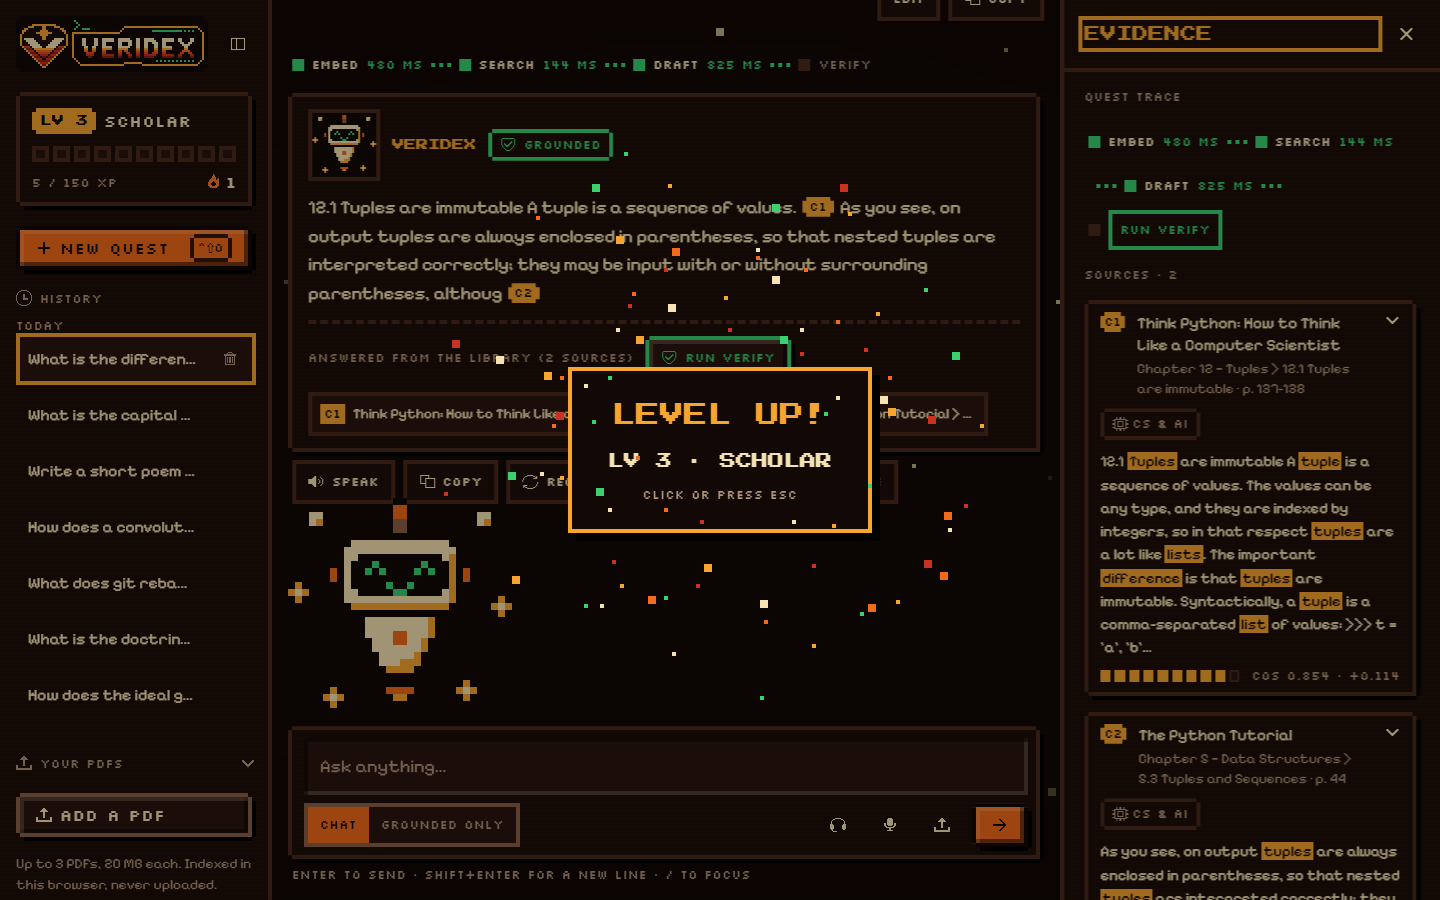 VERIDEX
LV 3 SCHOLAR
5 / 150 XP
1
+ NEW QUEST
HISTORY
TODAY
What is the differen...
What is the capital ...
Write a short poem ...
How does a convolut...
What does git reba...
What is the doctrin...
How does the ideal g...
YOUR PDFS
ADD A PDF
Up to 3 PDFs, 20 MB each. Indexed in
this browser, never uploaded.
EMBED 480 MS SEARCH 144 MS DRAFT 825 MS VERIFY
VERIDEX GROUNDED
12.1 Tuples are immutable A tuple is a sequence of values. C1 As you see, on
output tuples are always enclosed in parentheses, so that nested tuples are
interpreted correctly; they may be input with or without surrounding
parentheses, althoug C2
ANSWERED FROM THE LIBRARY (2 SOURCES) RUN VERIFY
C1 Think Python: How to Think Like
Tutorial > ...
LEVEL UP!
LV 3 · SCHOLAR
CLICK OR PRESS ESC
SPEAK COPY
Ask anything...
CHAT GROUNDED ONLY
ENTER TO SEND · SHIFT+ENTER FOR A NEW LINE · / TO FOCUS
EVIDENCE
QUEST TRACE
EMBED 480 MS SEARCH 144 MS
DRAFT 825 MS
RUN VERIFY
SOURCES · 2
C1 Think Python: How to Think
Like a Computer Scientist
Chapter 12 - Tuples > 12.1 Tuples
are immutable · p. 137-138
CS & AI
12.1 Tuples are immutable A tuple is a
sequence of values. The values can be
any type, and they are indexed by
integers, so in that respect tuples are
a lot like lists. The important
difference is that tuples are
immutable. Syntactically, a tuple is a
comma-separated list of values: >>> t =
'a', 'b'...
COS 0.854 · +0.114
C2 The Python Tutorial
Chapter 5 - Data Structures >
5.3 Tuples and Sequences · p. 44
CS & AI
As you see, on output tuples are always
enclosed in parentheses, so that nested
tuples are interpreted correctly; they